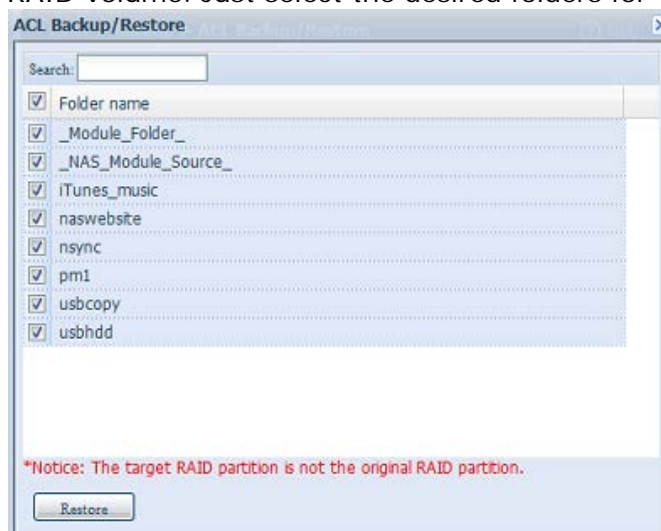 RAID volume. Just select the desired folders for
ACL Backup/Restore
Search:
Folder name
_Module_Folder_
_NAS_Module_Source_
iTunes_music
naswebsite
nsync
pm1
usbcopy
usbhdd
*Notice: The target RAID partition is not the original RAID partition.
Restore